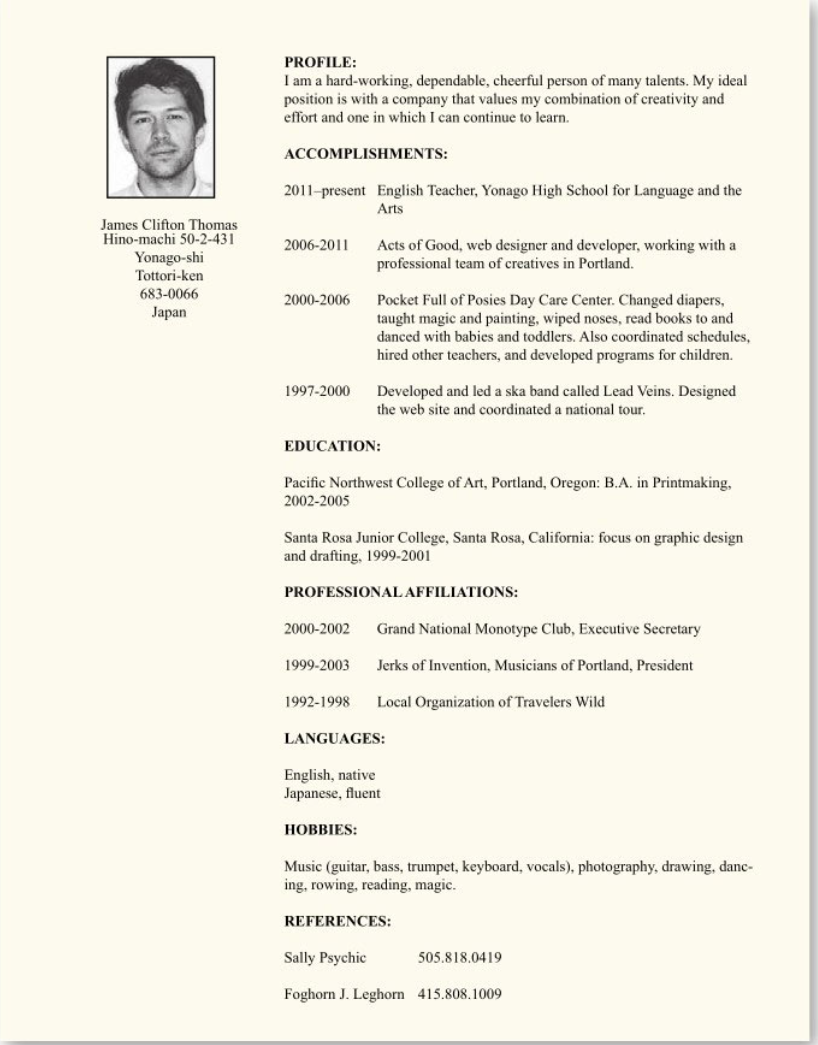 James Clifton Thomas
Hino-machi 50-2-431
Yonago-shi
Tottori-ken
683-0066
Japan
PROFILE:
I am a hard-working, dependable, cheerful person of many talents. My ideal
position is with a company that values my combination of creativity and
effort and one in which I can continue to learn.
ACCOMPLISHMENTS:
2011–present English Teacher, Yonago High School for Language and the
Arts
2006-2011 Acts of Good, web designer and developer, working with a
professional team of creatives in Portland.
2000-2006 Pocket Full of Posies Day Care Center. Changed diapers,
taught magic and painting, wiped noses, read books to and
danced with babies and toddlers. Also coordinated schedules,
hired other teachers, and developed programs for children.
1997-2000 Developed and led a ska band called Lead Veins. Designed
the web site and coordinated a national tour.
EDUCATION:
Pacific Northwest College of Art, Portland, Oregon: B.A. in Printmaking,
2002-2005
Santa Rosa Junior College, Santa Rosa, California: focus on graphic design
and drafting, 1999-2001
PROFESSIONAL AFFILIATIONS:
2000-2002 Grand National Monotype Club, Executive Secretary
1999-2003 Jerks of Invention, Musicians of Portland, President
1992-1998 Local Organization of Travelers Wild
LANGUAGES:
English, native
Japanese, fluent
HOBBIES:
Music (guitar, bass, trumpet, keyboard, vocals), photography, drawing, danc-
ing, rowing, reading, magic.
REFERENCES:
Sally Psychic 505.818.0419
Foghorn J. Leghorn 415.808.1009